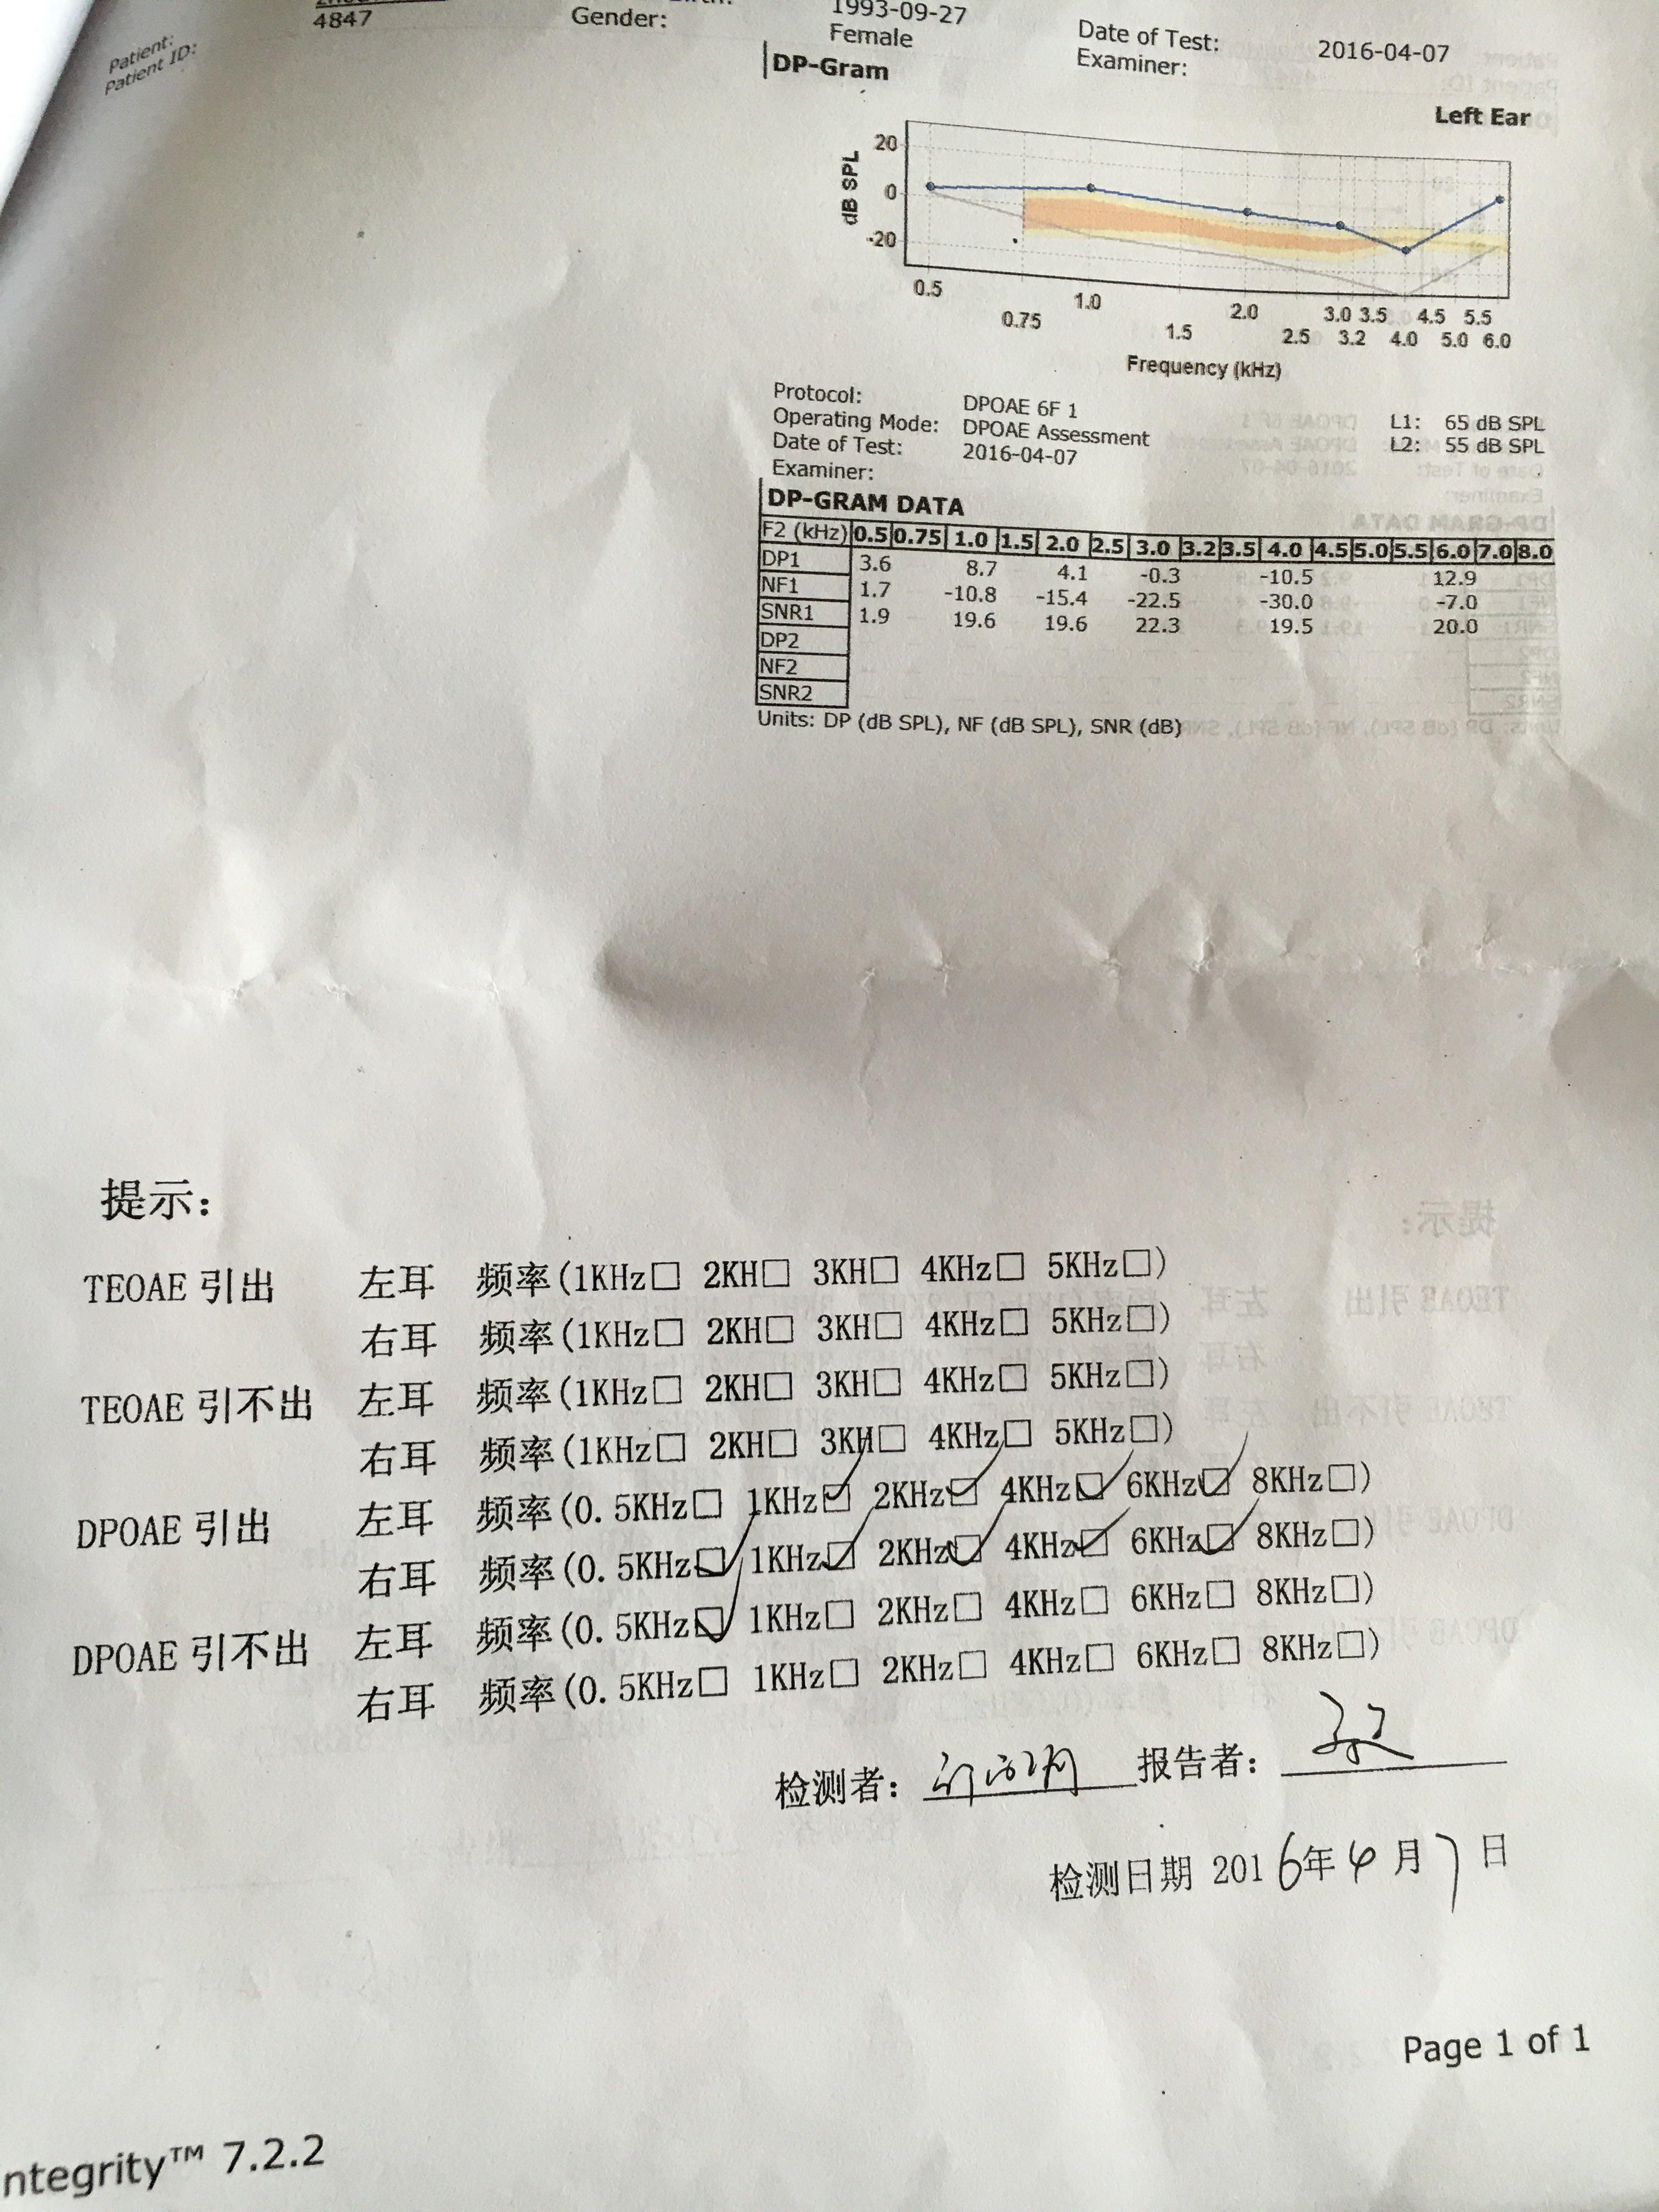 Patient:
Patient ID: 4847
Gender: Female
1993-09-27
Date of Test: 2016-04-07
Examiner:
DP-Gram
Left Ear
dB SPL
20
0
-20
0.5 1.0 2.0 3.0 3.5 4.5 5.5
0.75 1.5 2.5 3.2 4.0 5.0 6.0
Frequency (kHz)
Protocol: DPOAE 6F 1 L1: 65 dB SPL
Operating Mode: DPOAE Assessment L2: 55 dB SPL
Date of Test: 2016-04-07
Examiner:
DP-GRAM DATA
F2 (kHz) 0.5 0.75 1.0 1.5 2.0 2.5 3.0 3.2 3.5 4.0 4.5 5.0 5.5 6.0 7.0 8.0
DP1 3.6 8.7 4.1 -0.3 -10.5 12.9
NF1 1.7 -10.8 -15.4 -22.5 -30.0 -7.0
SNR1 1.9 19.6 19.6 22.3 19.5 20.0
DP2
NF2
SNR2
Units: DP (dB SPL), NF (dB SPL), SNR (dB)
提示：
TEOAE 引出 左耳 频率(1KHz□ 2KH□ 3KH□ 4KHz□ 5KHz□)
右耳 频率(1KHz□ 2KH□ 3KH□ 4KHz□ 5KHz□)
TEOAE 引不出 左耳 频率(1KHz□ 2KH□ 3KH□ 4KHz□ 5KHz□)
右耳 频率(1KHz□ 2KH□ 3KH□ 4KHz□ 5KHz□)
DPOAE 引出 左耳 频率(0.5KHz□ 1KHz☑ 2KHz☑ 4KHz☑ 6KHz☑ 8KHz□)
右耳 频率(0.5KHz☑ 1KHz☑ 2KHz☑ 4KHz☑ 6KHz☑ 8KHz□)
DPOAE 引不出 左耳 频率(0.5KHz☑ 1KHz□ 2KHz□ 4KHz□ 6KHz□ 8KHz□)
右耳 频率(0.5KHz□ 1KHz□ 2KHz□ 4KHz□ 6KHz□ 8KHz□)
检测者： 报告者：
检测日期 2016年4月7日
Page 1 of 1
ntegrity™ 7.2.2